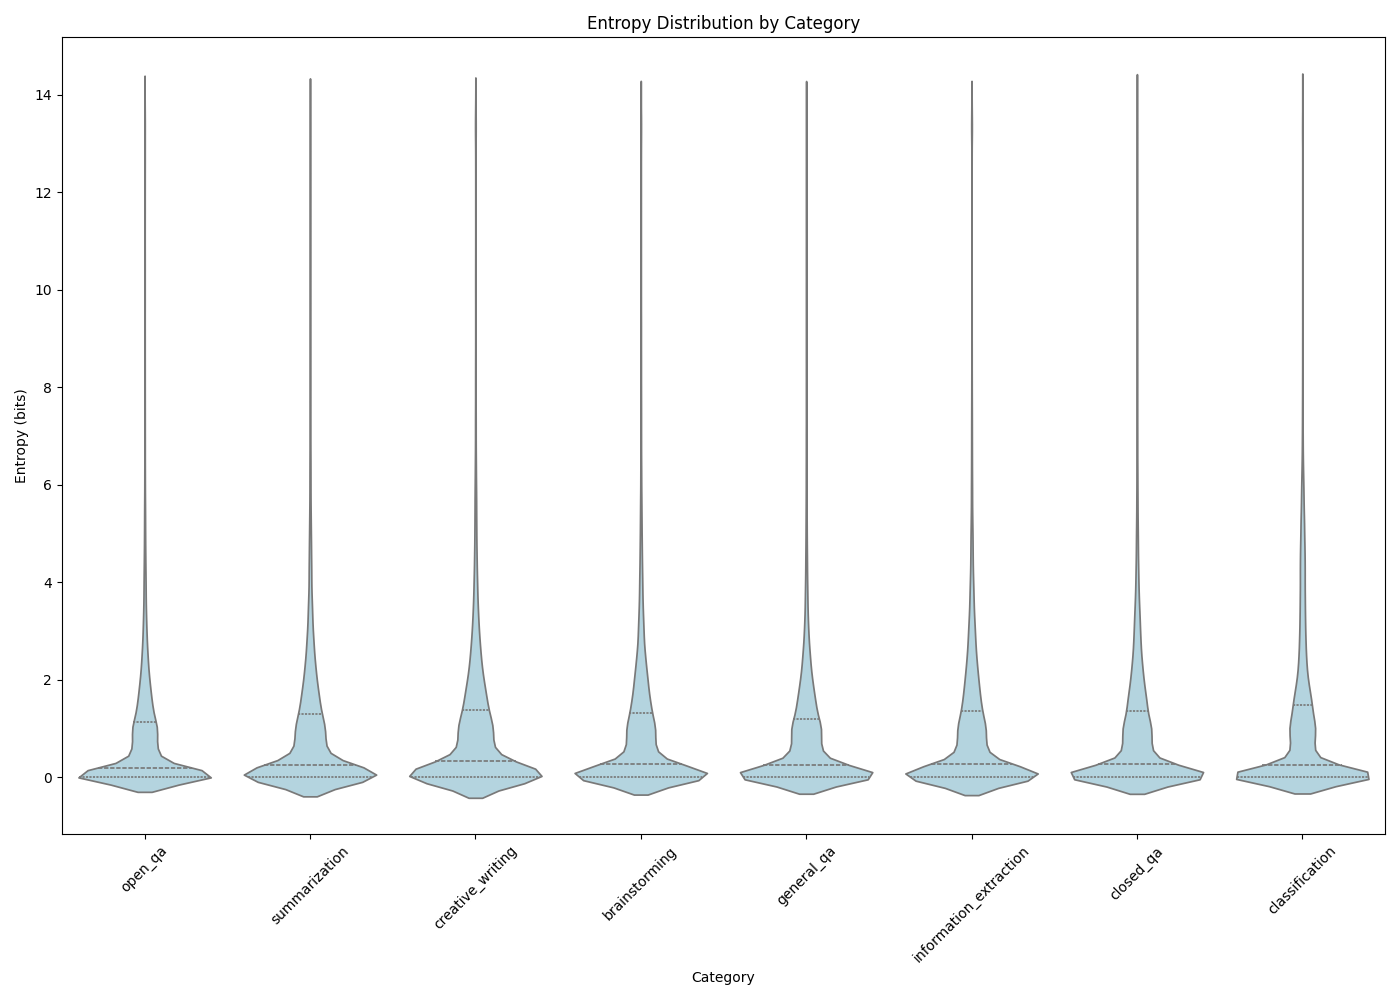 Entropy Distribution by Category
14
12
10
8
6
4
2
0
Entropy (bits)
open_qa
summarization
creative_writing
brainstorming
general_qa
information_extraction
closed_qa
classification
Category